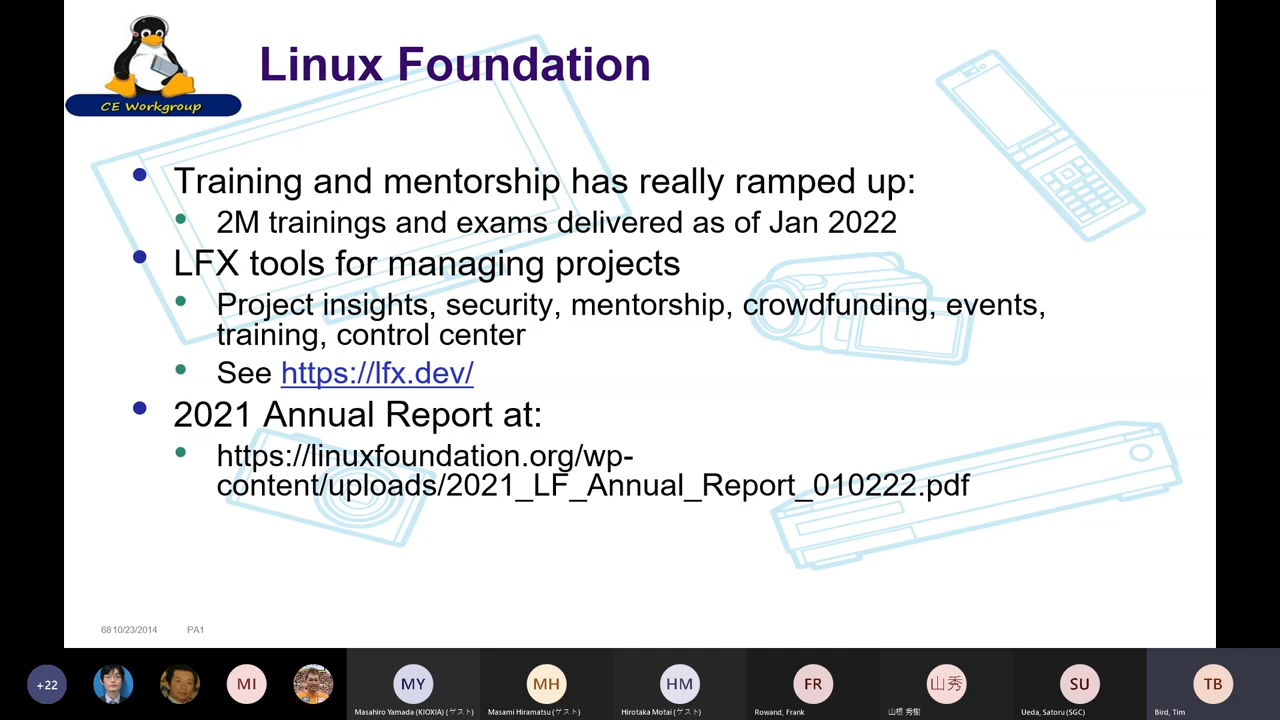 Linux Foundation
CE Workgroup
Training and mentorship has really ramped up:
2M trainings and exams delivered as of Jan 2022
LFX tools for managing projects
Project insights, security, mentorship, crowdfunding, events,
training, control center
See https://lfx.dev/
2021 Annual Report at:
https://linuxfoundation.org/wp-
content/uploads/2021_LF_Annual_Report_010222.pdf
68 10/23/2014 PA1
+22 MI MY MH HM FR 山秀 SU TB
Masahiro Yamada (KIOXIA) (ゲスト) Masami Hiramatsu (ゲスト) Hirotaka Motai (ゲスト) Rowand, Frank 山根 秀樹 Ueda, Satoru (SGC) Bird, Tim